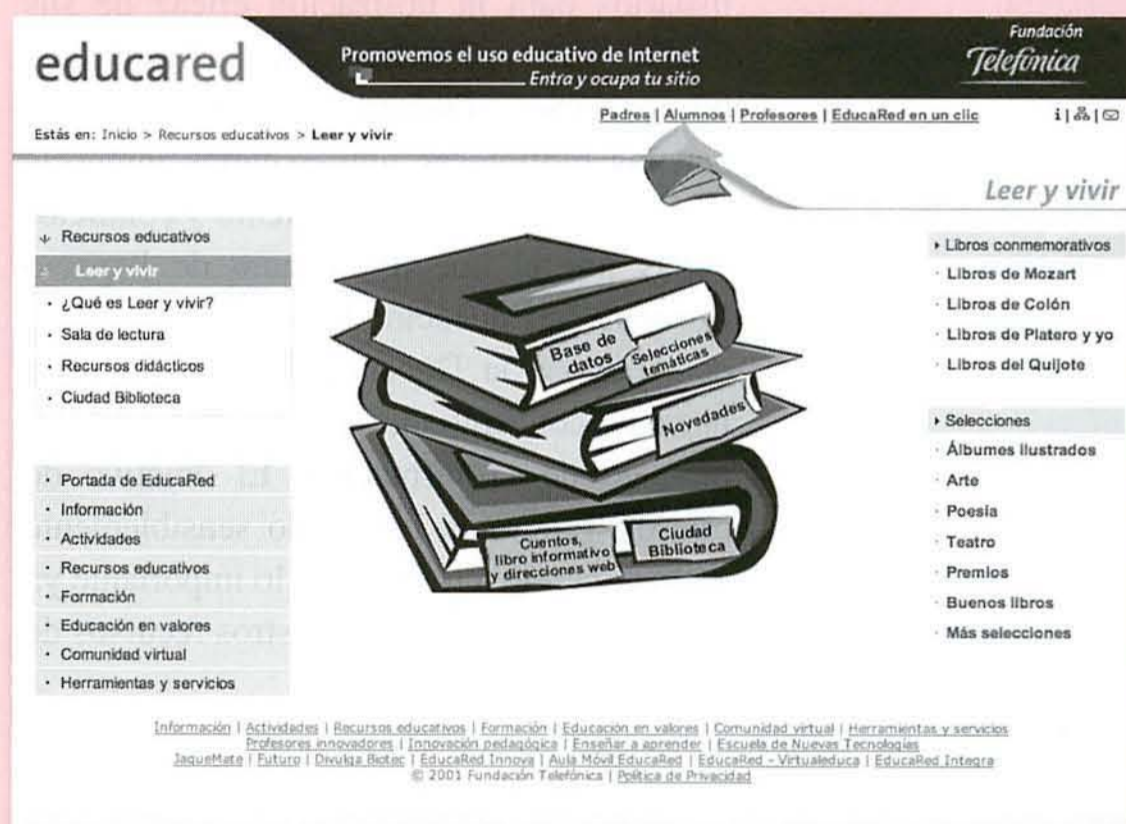 educared
Promovemos el uso educativo de Internet
Entra y ocupa tu sitio
Fundación
Telefónica
Padres | Alumnos | Profesores | EducaRed en un clic
Estás en: Inicio > Recursos educativos > Leer y vivir
Leer y vivir
Recursos educativos
Leer y vivir
· ¿Qué es Leer y vivir?
· Sala de lectura
· Recursos didácticos
· Ciudad Biblioteca
· Portada de EducaRed
· Información
· Actividades
· Recursos educativos
· Formación
· Educación en valores
· Comunidad virtual
· Herramientas y servicios
Base de
datos
Selecciones
temáticas
Novedades
Cuentos,
libro informativo
y direcciones web
Ciudad
Biblioteca
Libros conmemorativos
· Libros de Mozart
· Libros de Colón
· Libros de Platero y yo
· Libros del Quijote
Selecciones
· Álbumes ilustrados
· Arte
· Poesía
· Teatro
· Premios
· Buenos libros
· Más selecciones
Información | Actividades | Recursos educativos | Formación | Educación en valores | Comunidad virtual | Herramientas y servicios
Profesores innovadores | Innovación pedagógica | Enseñar a aprender | Escuela de Nuevas Tecnologías
JaqueMate | Futuro | Divulga Biotec | EducaRed Innova | Aula Móvil EducaRed | EducaRed - Virtualeduca | EducaRed Integra
© 2001 Fundación Telefónica | Política de Privacidad